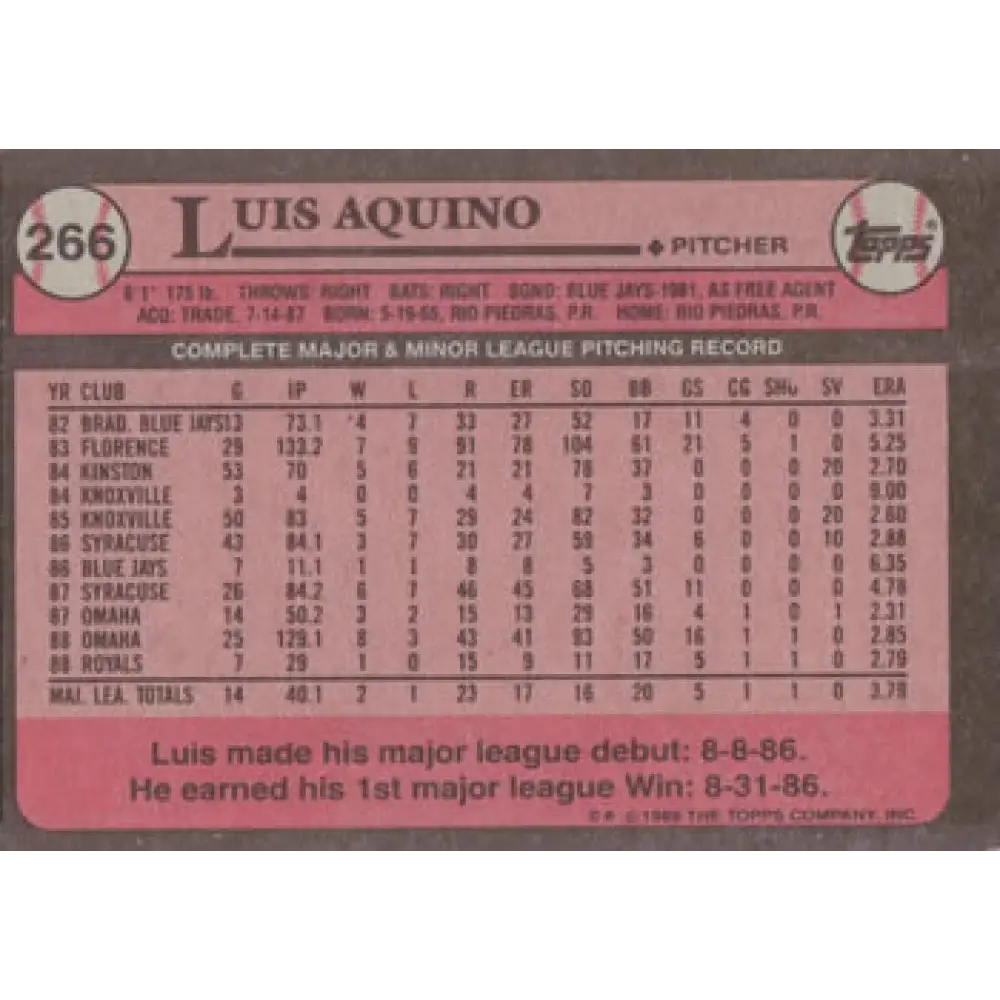 266
LUIS AQUINO
♦ PITCHER
TOPPS®
6'1" 175 lb. THROWS: RIGHT BATS: RIGHT SGND: BLUE JAYS-1981, AS FREE AGENT
ACQ: TRADE, 7-14-87 BORN: 5-19-65, RIO PIEDRAS, P.R. HOME: RIO PIEDRAS, P.R.
COMPLETE MAJOR & MINOR LEAGUE PITCHING RECORD
YR CLUB G IP W L R ER SO BB GS CG SHO SV ERA
82 BRAD. BLUE JAYS 13 73.1 *4 7 33 27 52 17 11 4 0 0 3.31
83 FLORENCE 29 133.2 7 9 91 78 104 61 21 5 1 0 5.25
84 KINSTON 53 70 5 6 21 21 78 37 0 0 0 20 2.70
84 KNOXVILLE 3 4 0 0 4 4 7 3 0 0 0 0 9.00
85 KNOXVILLE 50 83 5 7 29 24 82 32 0 0 0 20 2.60
86 SYRACUSE 43 84.1 3 7 30 27 59 34 6 0 0 10 2.88
86 BLUE JAYS 7 11.1 1 1 8 8 5 3 0 0 0 0 6.35
87 SYRACUSE 26 84.2 6 7 46 45 68 51 11 0 0 0 4.78
87 OMAHA 14 50.2 3 2 15 13 29 16 4 1 0 1 2.31
88 OMAHA 25 129.1 8 3 43 41 93 50 16 1 1 0 2.85
88 ROYALS 7 29 1 0 15 9 11 17 5 1 1 0 2.79
MAJ. LEA. TOTALS 14 40.1 2 1 23 17 16 20 5 1 1 0 3.79
Luis made his major league debut: 8-8-86.
He earned his 1st major league Win: 8-31-86.
© 1989 THE TOPPS COMPANY, INC.